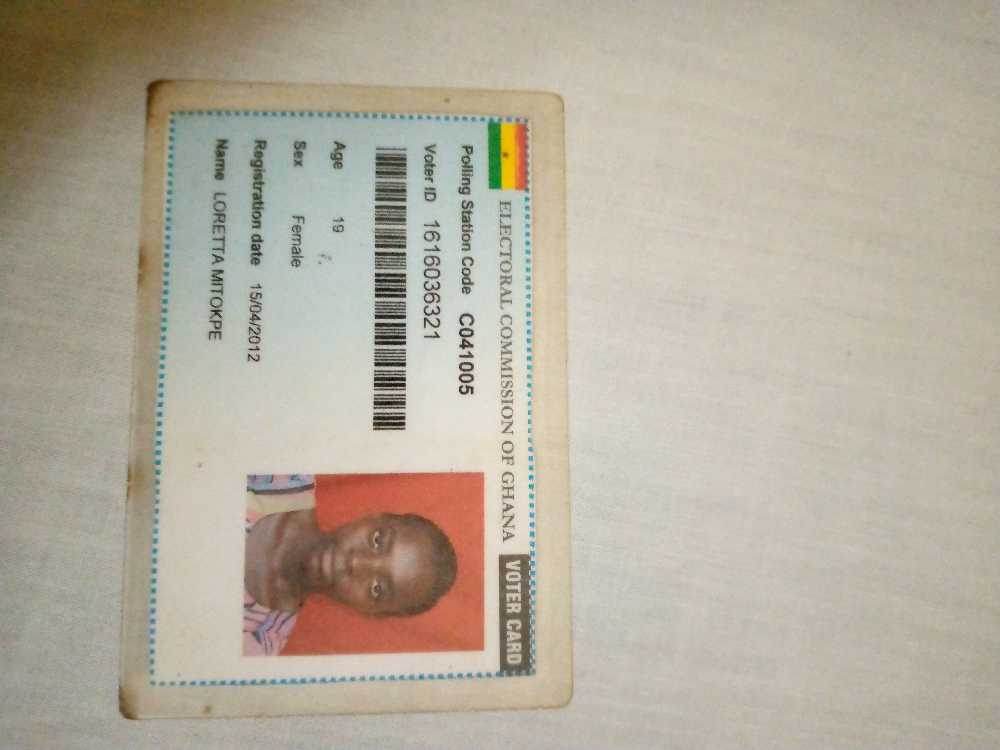 ELECTORAL COMMISSION OF GHANA VOTER CARD
Polling Station Code C041005
Voter ID 1616036321
Age 19
Sex Female
Registration date 15/04/2012
Name LORETTA MITOKPE